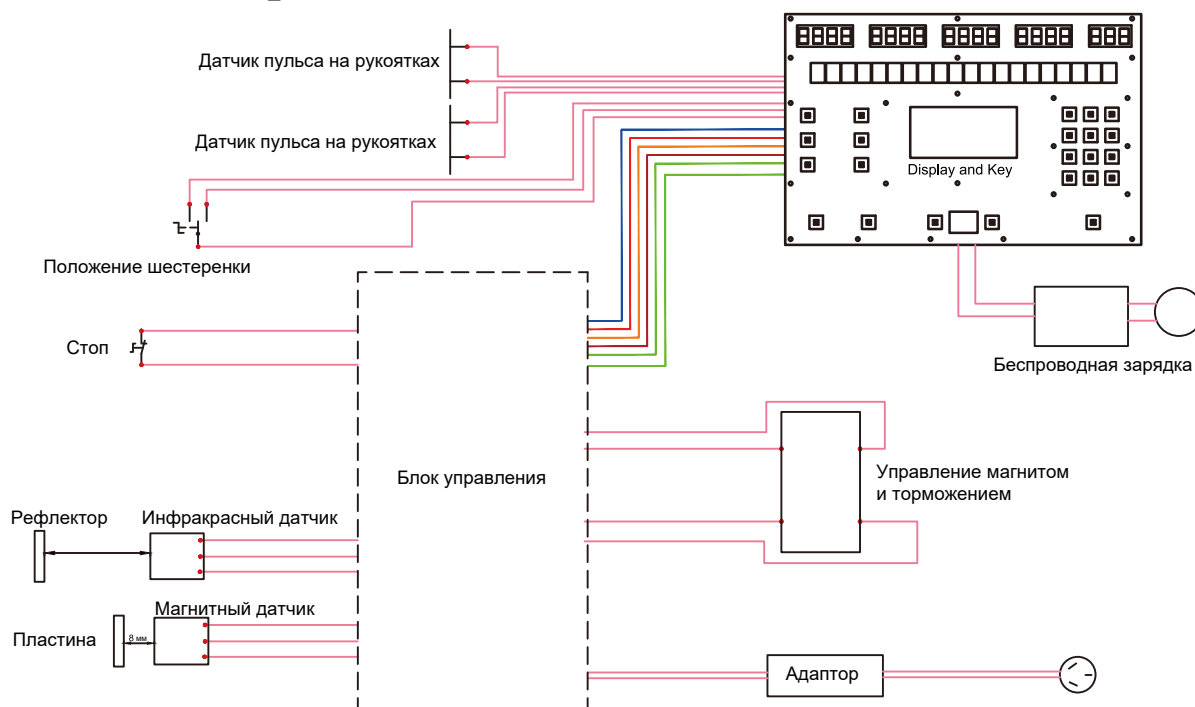 Датчик пульса на рукоятках
Датчик пульса на рукоятках
Display and Key
Положение шестеренки
Стоп
Беспроводная зарядка
Блок управления
Управление магнитом
и торможением
Рефлектор
Инфракрасный датчик
Магнитный датчик
Пластина
8 мм
Адаптор